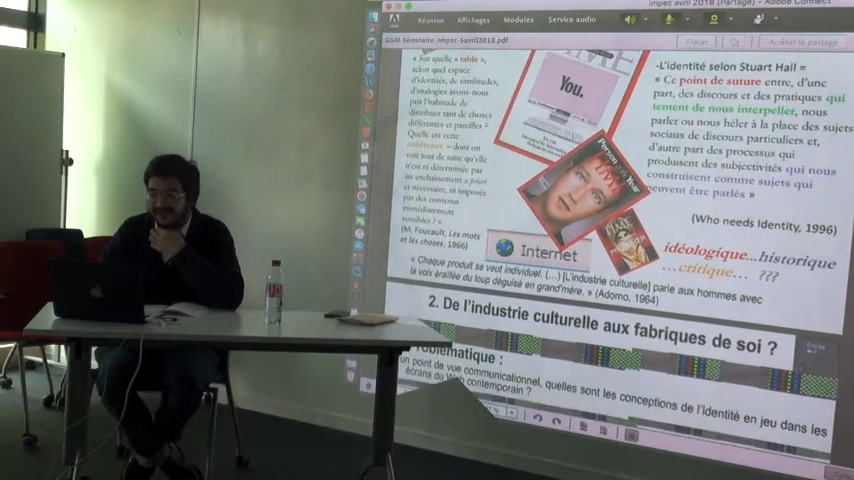 Impec avril 2018 (Partage) - Adobe Connect
Réunion Affichages Modules Service audio
GGM-Séminaire_Impec-5avril2018.pdf
Tracer
Arrêter le partage
« Sur quelle « table »,
selon quel espace
d'identités, de similitudes,
d'analogies avons-nous
pris l'habitude de
distribuer tant de choses
différentes et pareilles ?
Quelle est cette
cohérence – dont on
voit tout de suite qu'elle
n'est ni déterminée par
un enchaînement a priori
et nécessaire, ni imposée
par des contenus
immédiatement
sensibles ? »
(M. Foucault, Les mots
et les choses, 1966)
You.
Person of the Year
TIME
Internet
-L'identité selon Stuart Hall =
« Ce point de suture entre, d'une
part, des discours et des pratiques qui
tentent de nous interpeller, nous
parler ou nous héler à la place des sujets
sociaux de discours particuliers et,
d'autre part, des processus qui
produisent des subjectivités, qui nous
construisent comme sujets qui
peuvent être parlés »
(Who needs Identity, 1996)
idéologique...historique
...critique... ???
« Chaque produit se veut individuel. (...) [L'industrie culturelle] parle aux hommes avec
la voix éraillée du loup déguisé en grand'mère. » (Adorno, 1964)
2. De l'industrie culturelle aux fabriques de soi ?
roblématique :
un point de vue communicationnel, quelles sont les conceptions de l'Identité en jeu dans les
écrans du Web contemporain ?